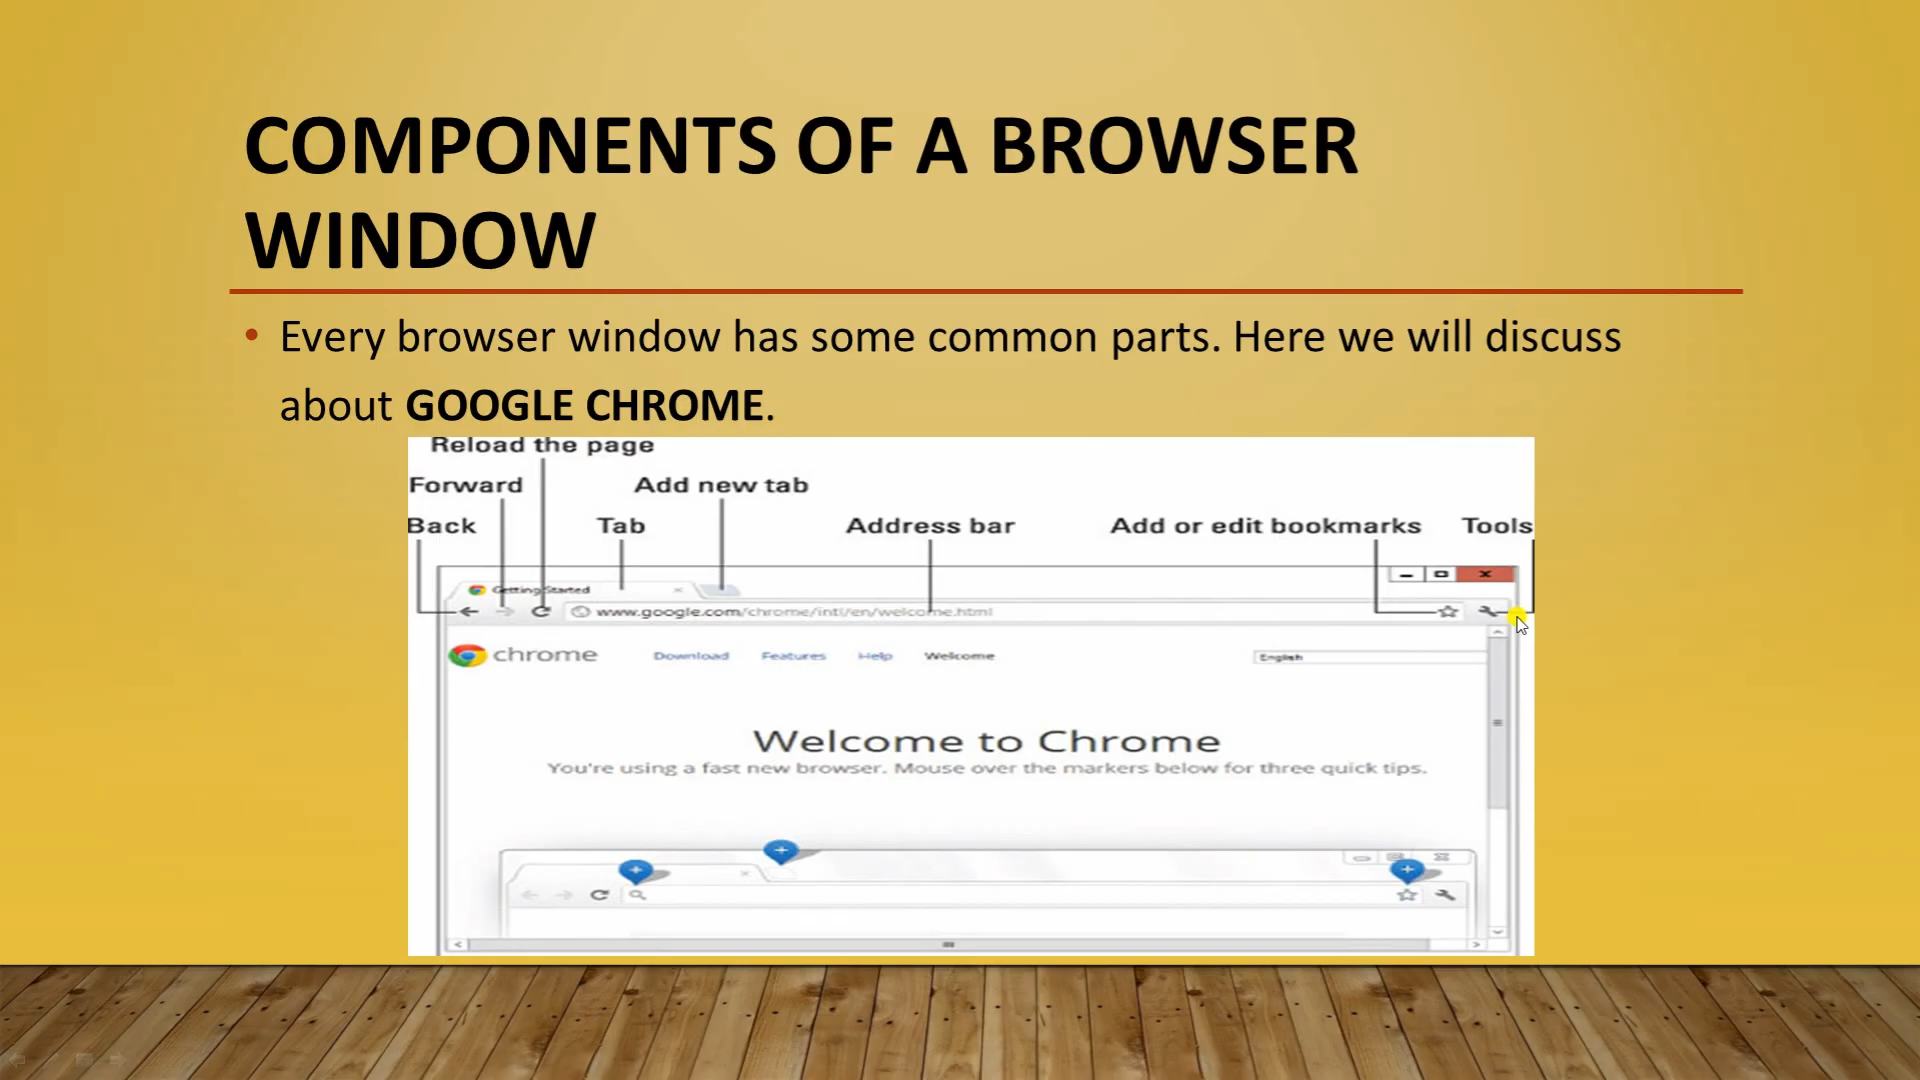 COMPONENTS OF A BROWSER
WINDOW
• Every browser window has some common parts. Here we will discuss
about GOOGLE CHROME.
Reload the page
Forward
Add new tab
Back
Tab
Address bar
Add or edit bookmarks
Tools
Getting Started
www.google.com/chrome/intl/en/welcome.html
chrome
Download
Features
Help
Welcome
English
Welcome to Chrome
You're using a fast new browser. Mouse over the markers below for three quick tips.